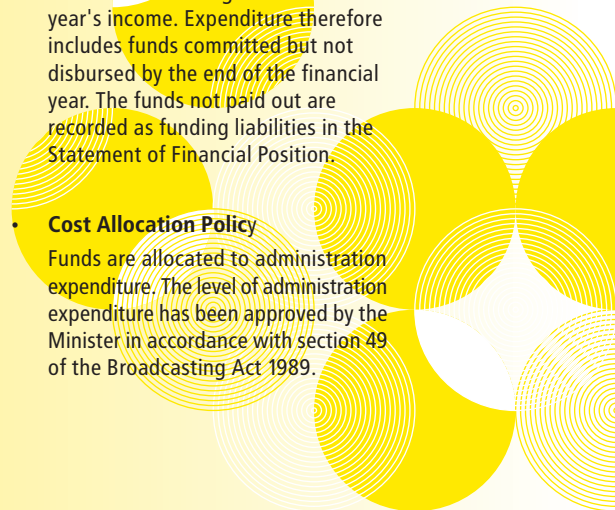 year's income. Expenditure therefore
includes funds committed but not
disbursed by the end of the financial
year. The funds not paid out are
recorded as funding liabilities in the
Statement of Financial Position.
• Cost Allocation Policy
Funds are allocated to administration
expenditure. The level of administration
expenditure has been approved by the
Minister in accordance with section 49
of the Broadcasting Act 1989.